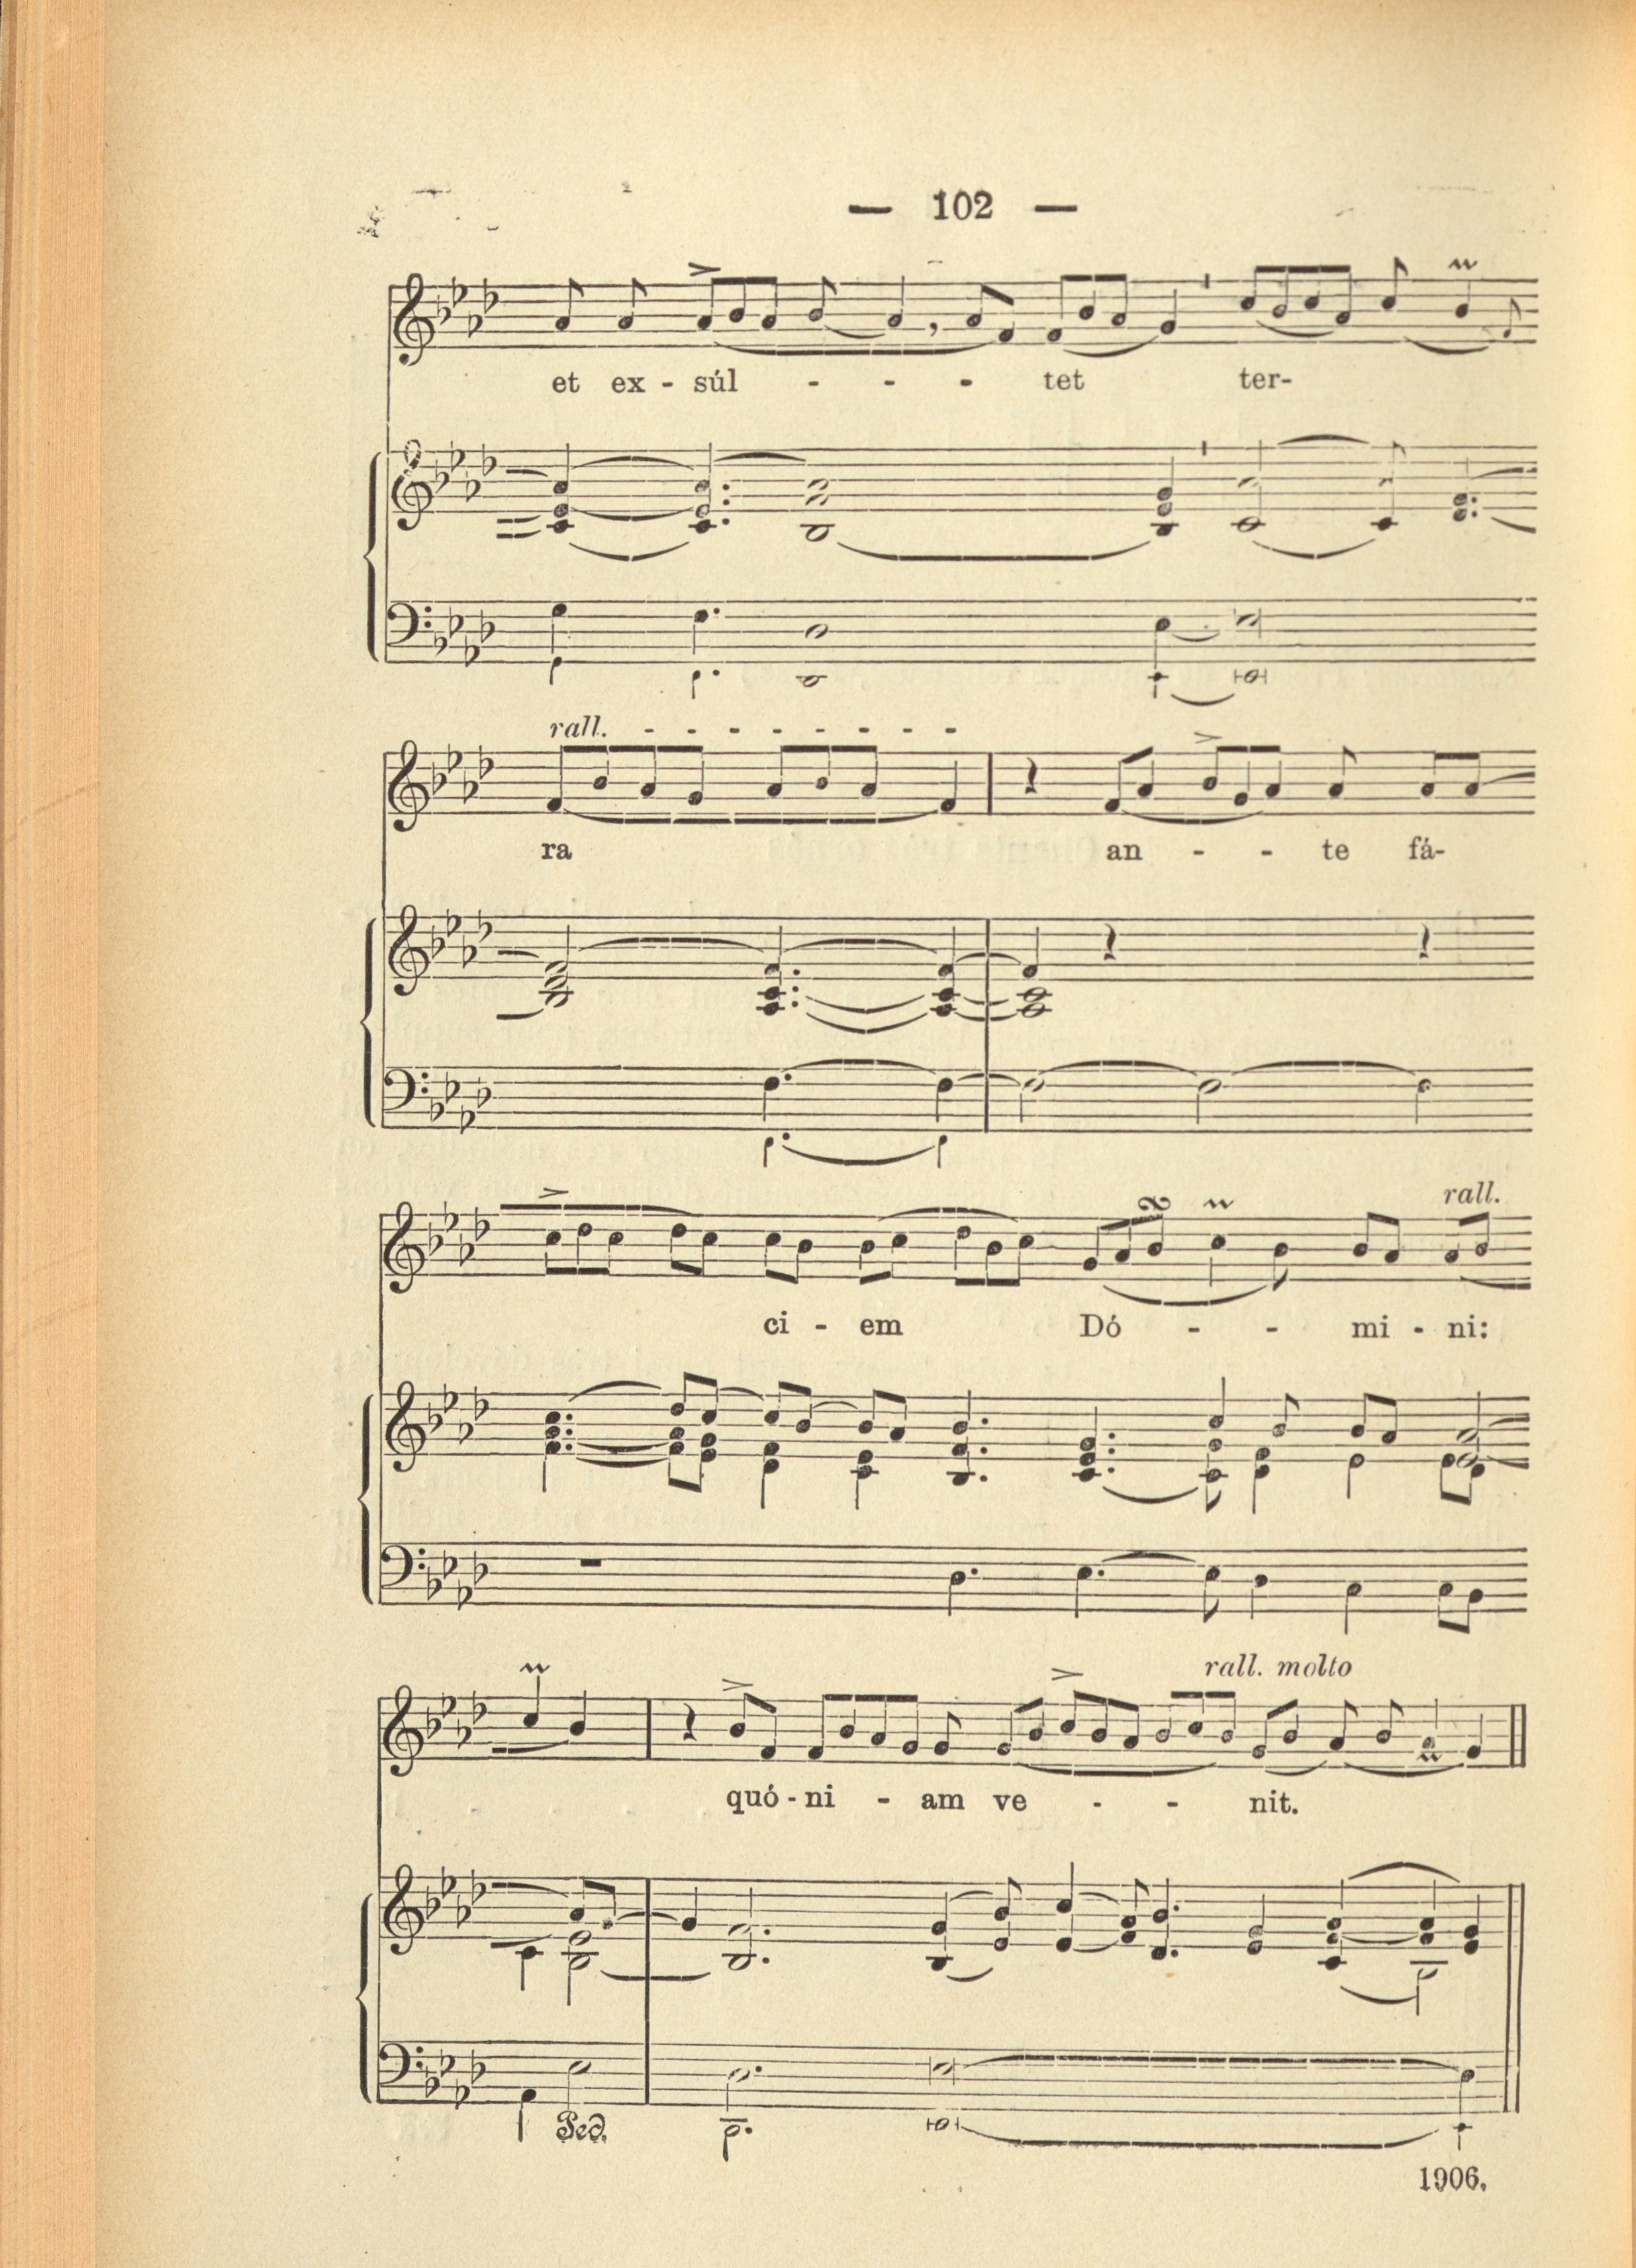 — 102 —
et ex - súl - - - tet ter-
rall. - - - - - - - -
ra an - - te fá-
rall.
ci - em Dó - - mi - ni:
rall. molto
quó - ni - am ve - - nit.
Ped.
1906.